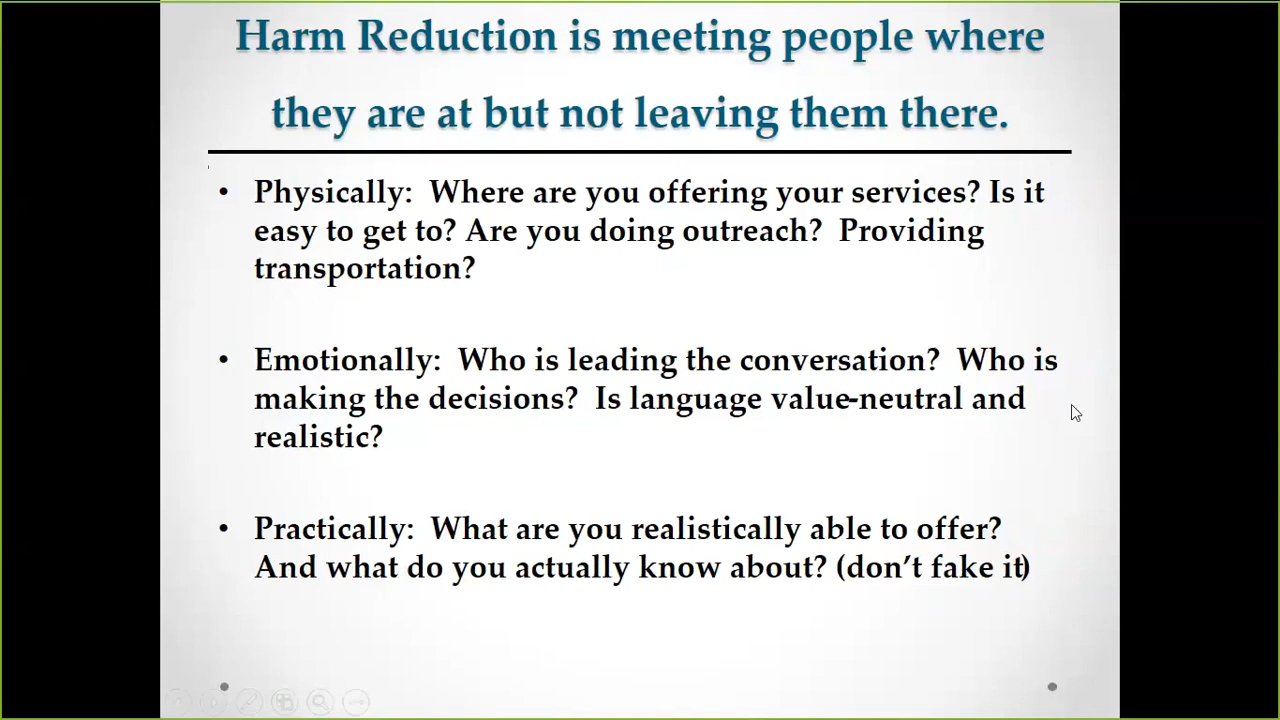 Harm Reduction is meeting people where
they are at but not leaving them there.
• Physically:  Where are you offering your services? Is it
easy to get to? Are you doing outreach?  Providing
transportation?
• Emotionally:  Who is leading the conversation?  Who is
making the decisions?  Is language value-neutral and
realistic?
• Practically:  What are you realistically able to offer?
And what do you actually know about? (don’t fake it)